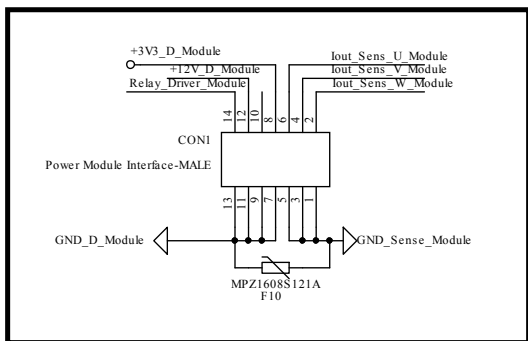 +3V3_D_Module
Iout_Sens_U_Module
+12V_D_Module
Iout_Sens_V_Module
Relay_Driver_Module
Iout_Sens_W_Module
14
12
10
8
6
4
2
CON1
Power Module Interface-MALE
13
11
9
7
5
3
1
GND_D_Module
GND_Sense_Module
MPZ1608S121A
F10